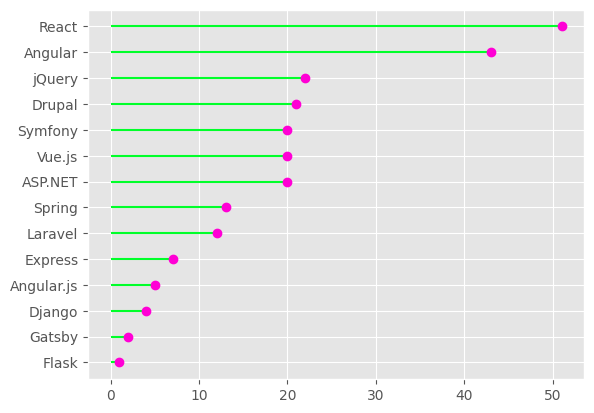 React
Angular
jQuery
Drupal
Symfony
Vue.js
ASP.NET
Spring
Laravel
Express
Angular.js
Django
Gatsby
Flask
0 10 20 30 40 50